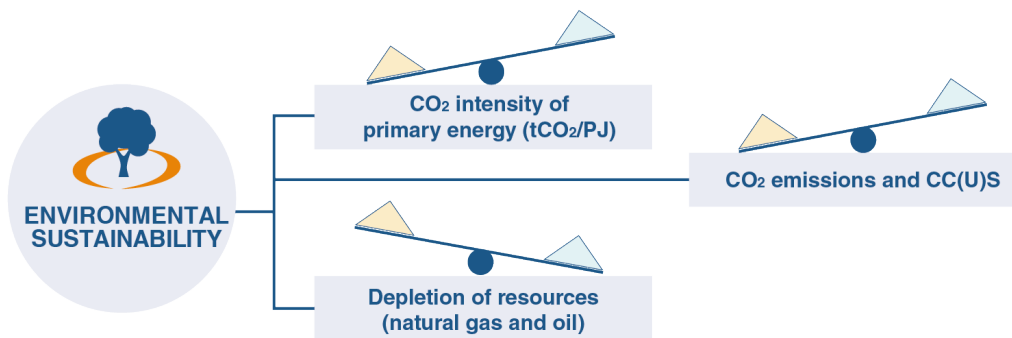 CO₂ intensity of
primary energy (tCO₂/PJ)
CO₂ emissions and CC(U)S
ENVIRONMENTAL
SUSTAINABILITY
Depletion of resources
(natural gas and oil)